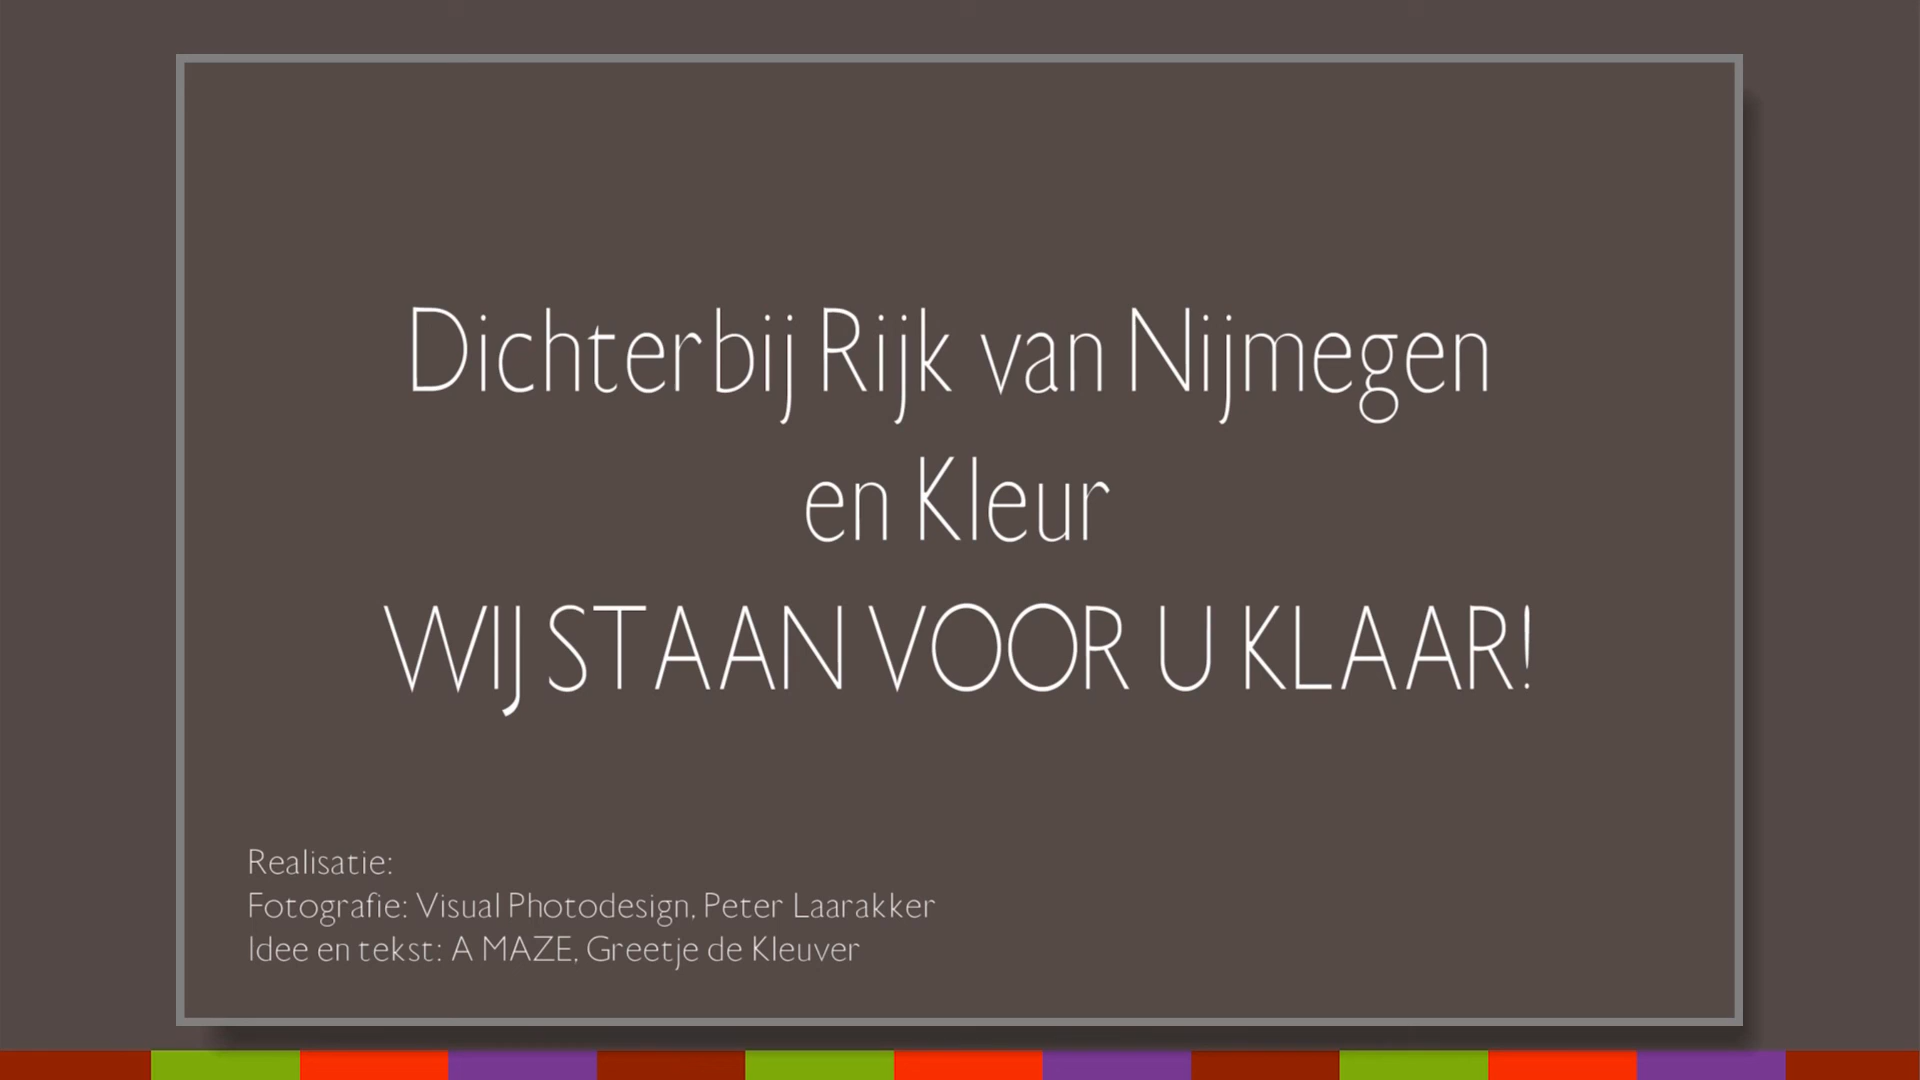 Dichterbij Rijk van Nijmegen
en Kleur
WIJ STAAN VOOR U KLAAR!
Realisatie:
Fotografie: Visual Photodesign, Peter Laarakker
Idee en tekst: A MAZE, Greetje de Kleuver